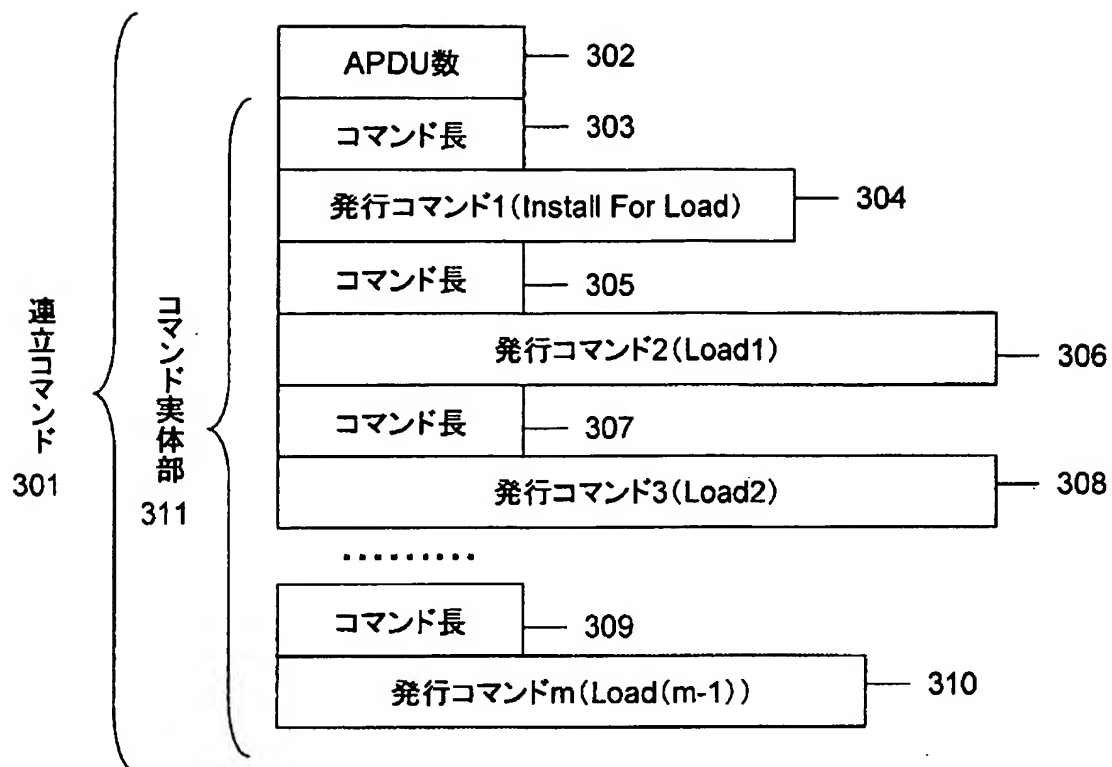 APDU数
302
コマンド長
303
発行コマンド1(Install For Load)
304
コマンド長
305
発行コマンド2(Load1)
306
コマンド長
307
発行コマンド3(Load2)
308
.........
コマンド長
309
発行コマンドm(Load(m-1))
310
連立コマンド
301
コマンド実体部
311